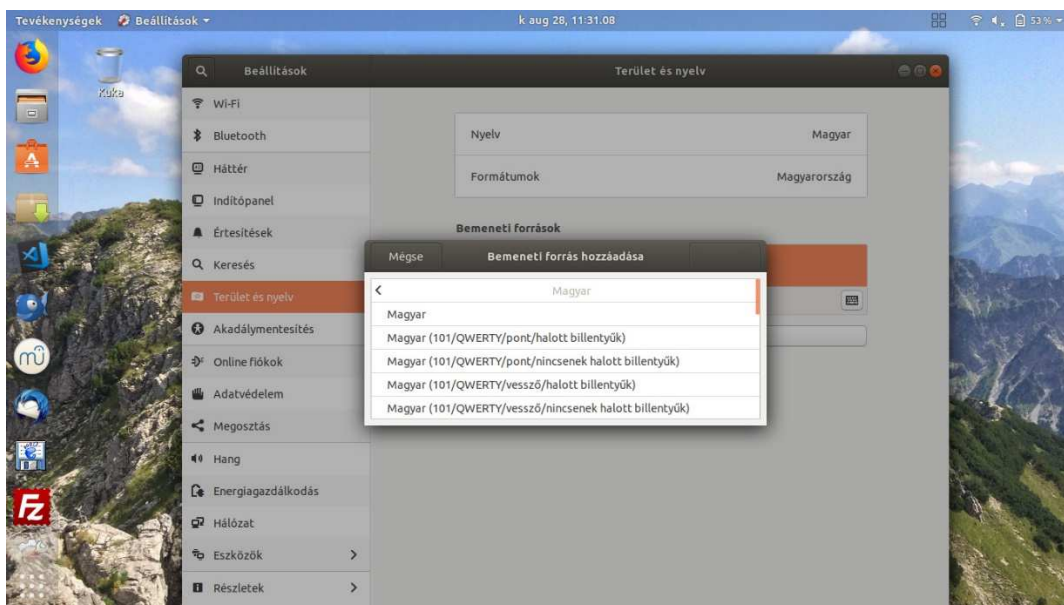 Tevékenységek Beállítások k aug 28, 11:31.08 53 %
Kuka
Beállítások Terület és nyelv
Wi-Fi
Bluetooth
Háttér
Indítópanel
Értesítések
Keresés
Terület és nyelv
Akadálymentesítés
Online fiókok
Adatvédelem
Megosztás
Hang
Energiagazdálkodás
Hálózat
Eszközök
Részletek
Nyelv Magyar
Formátumok Magyarország
Bemeneti források
Mégse Bemeneti forrás hozzáadása
Magyar
Magyar
Magyar (101/QWERTY/pont/halott billentyűk)
Magyar (101/QWERTY/pont/nincsenek halott billentyűk)
Magyar (101/QWERTY/vessző/halott billentyűk)
Magyar (101/QWERTY/vessző/nincsenek halott billentyűk)
A
mü
Fz